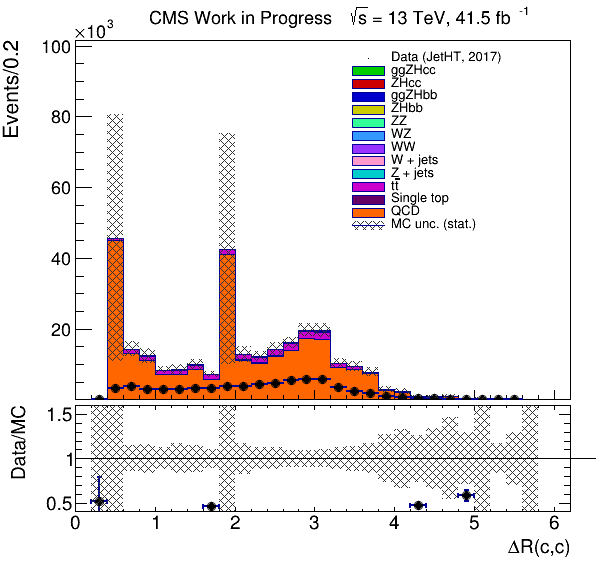 CMS Work in Progress √s = 13 TeV, 41.5 fb⁻¹
×10³
Events/0.2
100
80
60
40
20
Data (JetHT, 2017)
ggZHcc
ZHcc
ggZHbb
ZHbb
ZZ
WZ
WW
W + jets
Z + jets
tt̄
Single top
QCD
MC unc. (stat.)
Data/MC
1.5
1
0.5
0 1 2 3 4 5 6
ΔR(c,c)